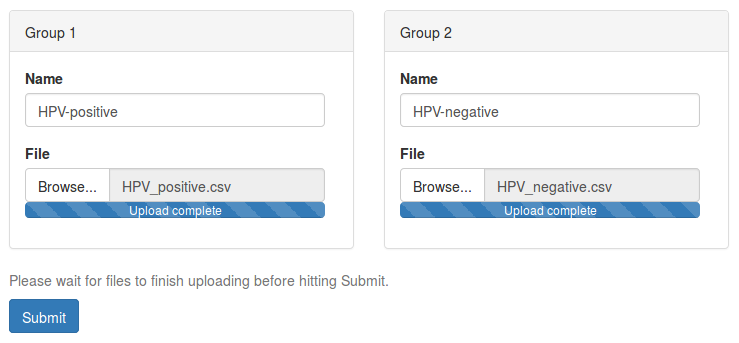 Group 1
Name
HPV-positive
File
Browse... HPV_positive.csv
Upload complete
Group 2
Name
HPV-negative
File
Browse... HPV_negative.csv
Upload complete
Please wait for files to finish uploading before hitting Submit.
Submit